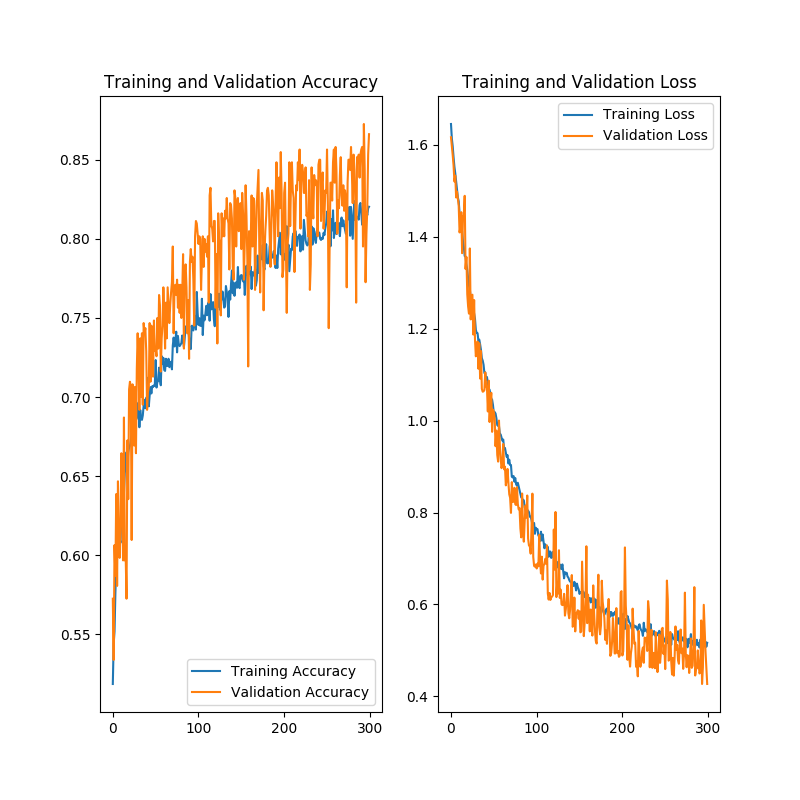 Training and Validation Accuracy
0.85
0.80
0.75
0.70
0.65
0.60
0.55
Training Accuracy
Validation Accuracy
0 100 200 300
Training and Validation Loss
Training Loss
Validation Loss
1.6
1.4
1.2
1.0
0.8
0.6
0.4
0 100 200 300